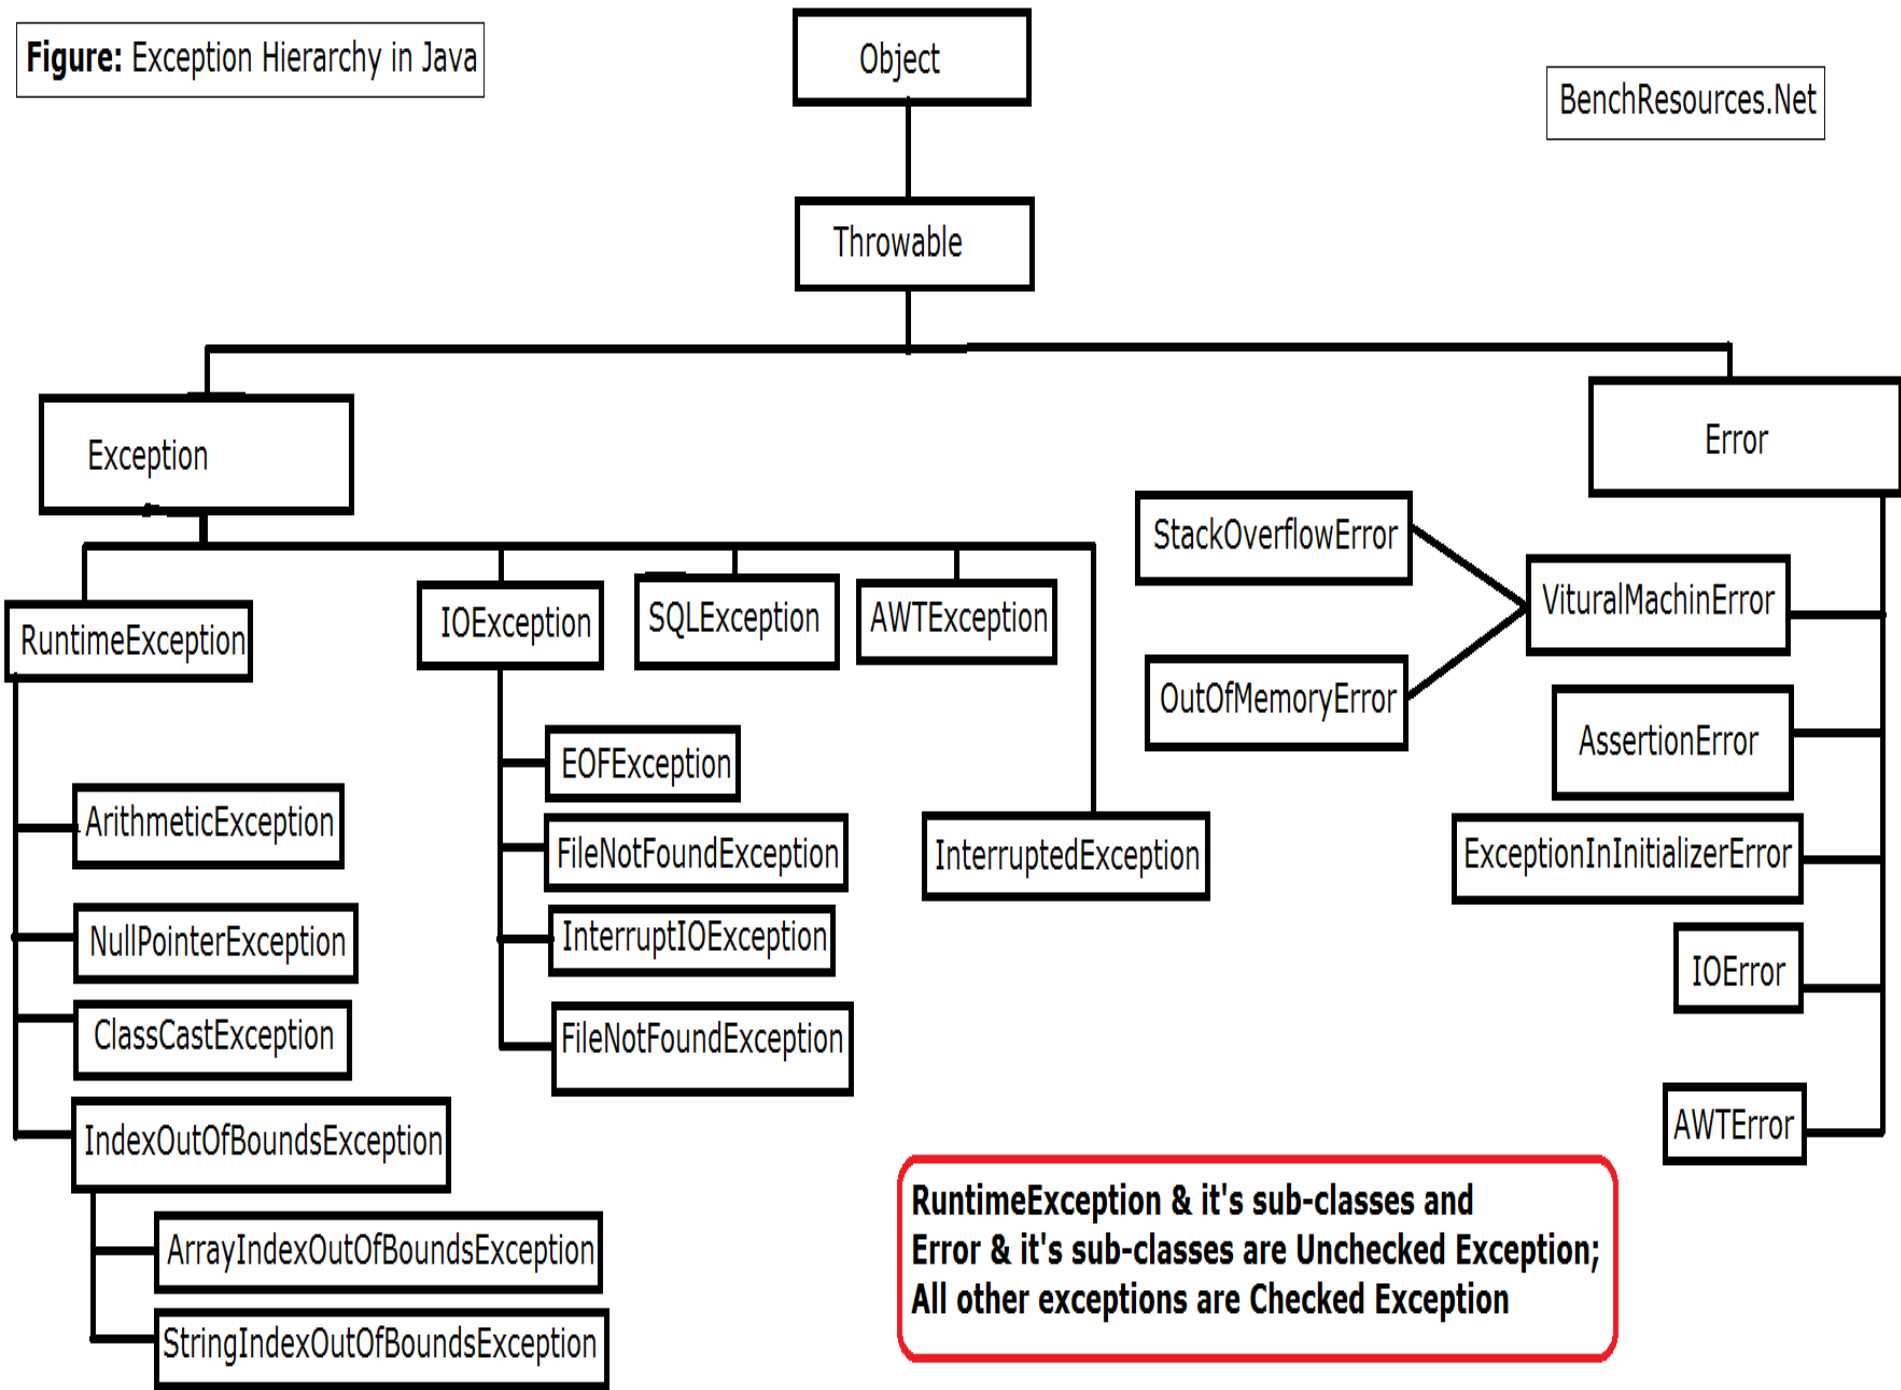 Figure: Exception Hierarchy in Java
Object
BenchResources.Net
Throwable
Exception
Error
RuntimeException
IOException
SQLException
AWTException
StackOverflowError
VituralMachinError
OutOfMemoryError
AssertionError
EOFException
ArithmeticException
FileNotFoundException
InterruptedException
ExceptionInInitializerError
NullPointerException
InterruptIOException
IOError
ClassCastException
FileNotFoundException
IndexOutOfBoundsException
AWTError
ArrayIndexOutOfBoundsException
StringIndexOutOfBoundsException
RuntimeException & it's sub-classes and
Error & it's sub-classes are Unchecked Exception;
All other exceptions are Checked Exception